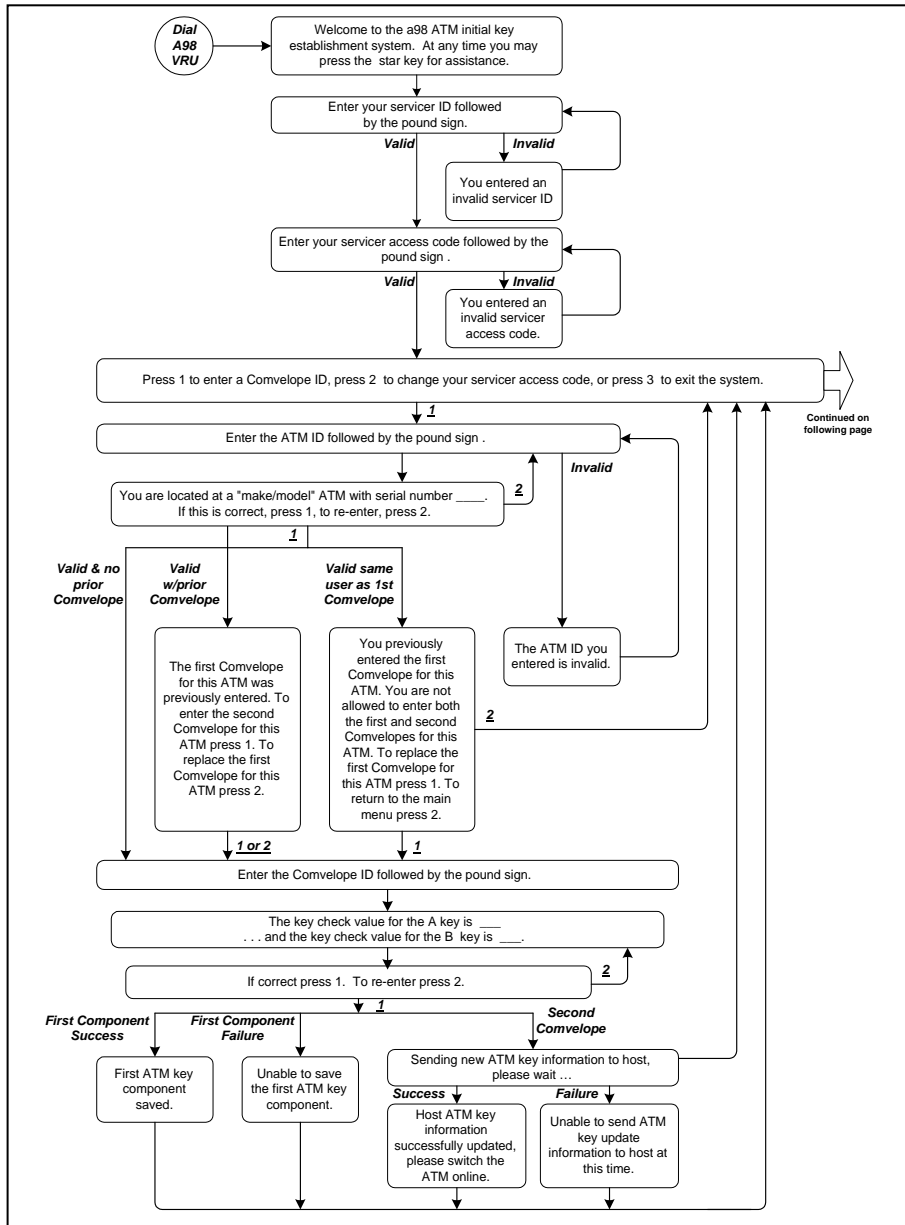 Dial
A98
VRU
Welcome to the a98 ATM initial key
establishment system. At any time you may
press the star key for assistance.
Enter your servicer ID followed
by the pound sign.
Valid
Invalid
You entered an
invalid servicer ID
Enter your servicer access code followed by the
pound sign .
Valid
Invalid
You entered an
invalid servicer
access code.
Press 1 to enter a Comvelope ID, press 2 to change your servicer access code, or press 3 to exit the system.
Continued on
following page
1
Enter the ATM ID followed by the pound sign .
Invalid
2
You are located at a "make/model" ATM with serial number ____.
If this is correct, press 1, to re-enter, press 2.
1
Valid & no
prior
Comvelope
Valid
w/prior
Comvelope
Valid same
user as 1st
Comvelope
The first Comvelope
for this ATM was
previously entered. To
enter the second
Comvelope for this
ATM press 1. To
replace the first
Comvelope for this
ATM press 2.
You previously
entered the first
Comvelope for this
ATM. You are not
allowed to enter both
the first and second
Comvelopes for this
ATM. To replace the
first Comvelope for
this ATM press 1. To
return to the main
menu press 2.
The ATM ID you
entered is invalid.
2
1 or 2
1
Enter the Comvelope ID followed by the pound sign.
The key check value for the A key is ___
. . . and the key check value for the B key is ___.
2
If correct press 1. To re-enter press 2.
1
First Component
Success
First Component
Failure
Second
Comvelope
First ATM key
component
saved.
Unable to save
the first ATM key
component.
Sending new ATM key information to host,
please wait ...
Success
Failure
Host ATM key
information
successfully updated,
please switch the
ATM online.
Unable to send ATM
key update
information to host at
this time.